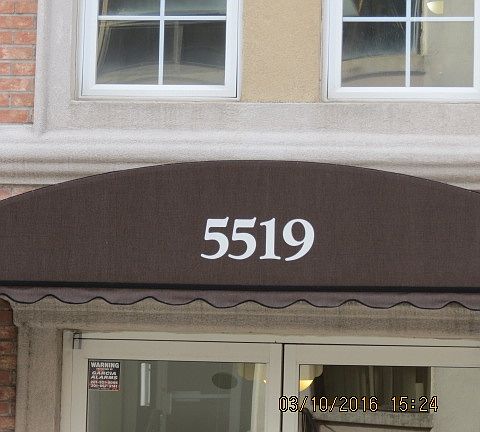 5519
WARNING
GARCIA
ALARMS
03/10/2016 15:24